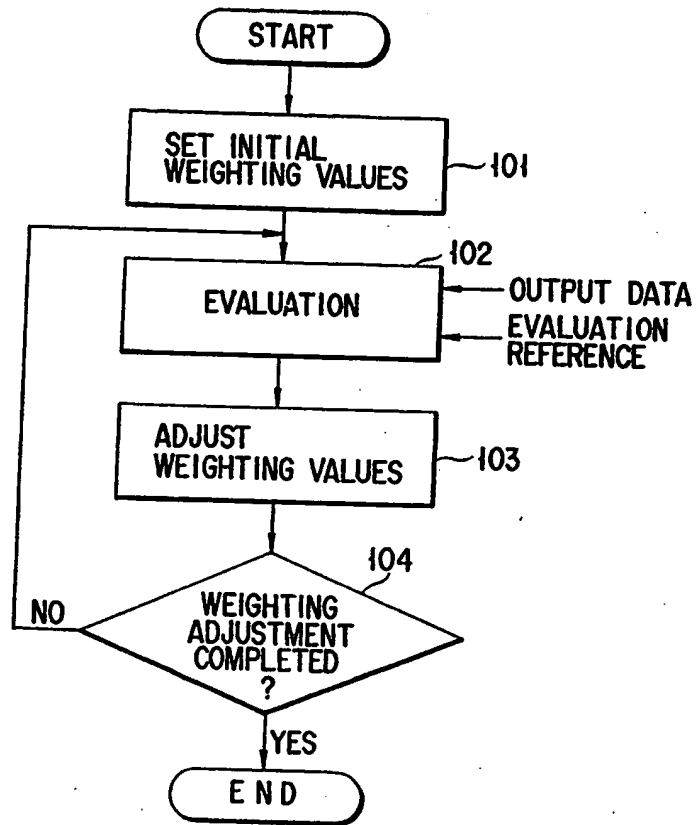 START
SET INITIAL
WEIGHTING VALUES
101
102
EVALUATION
OUTPUT DATA
EVALUATION
REFERENCE
ADJUST
WEIGHTING VALUES
103
104
WEIGHTING
ADJUSTMENT
COMPLETED
?
NO
YES
END